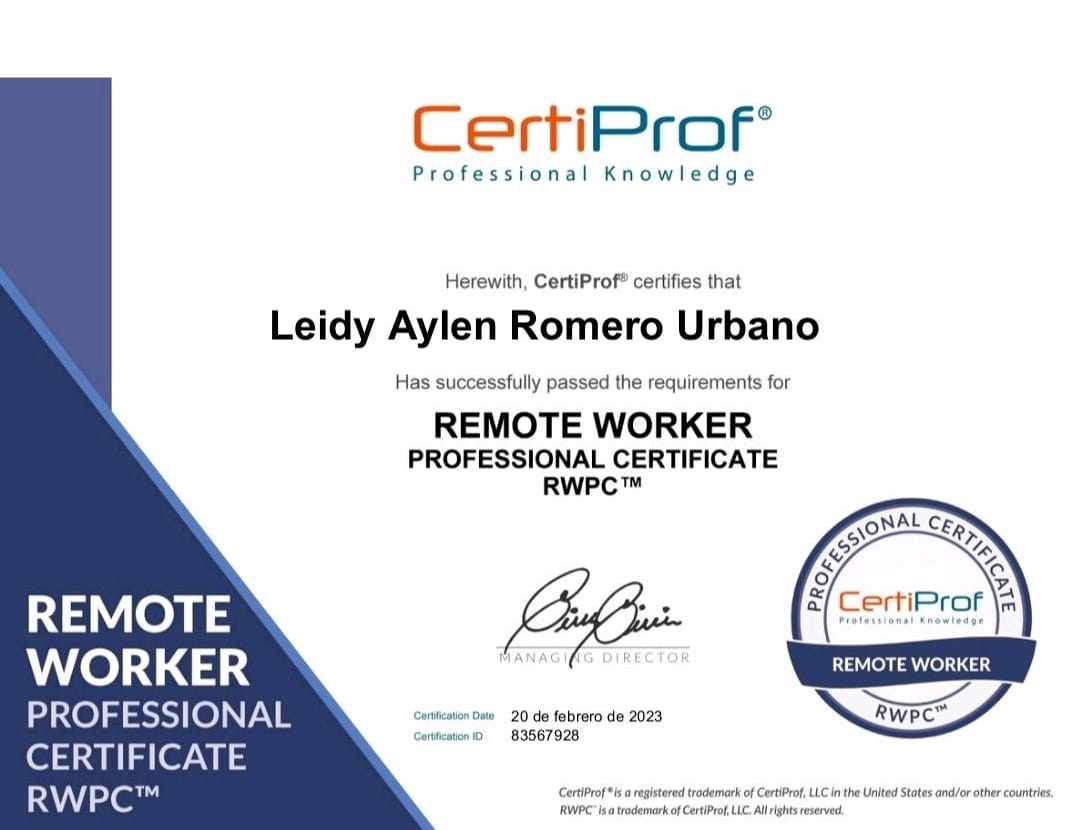 CertiProf®
Professional Knowledge
Herewith, CertiProf® certifies that
Leidy Aylen Romero Urbano
Has successfully passed the requirements for
REMOTE WORKER
PROFESSIONAL CERTIFICATE
RWPC™
MANAGING DIRECTOR
Certification Date 20 de febrero de 2023
Certification ID 83567928
REMOTE
WORKER
PROFESSIONAL
CERTIFICATE
RWPC™
PROFESSIONAL CERTIFICATE
CertiProf
Professional Knowledge
REMOTE WORKER
RWPC™
CertiProf® is a registered trademark of CertiProf, LLC in the United States and/or other countries.
RWPC™ is a trademark of CertiProf, LLC. All rights reserved.